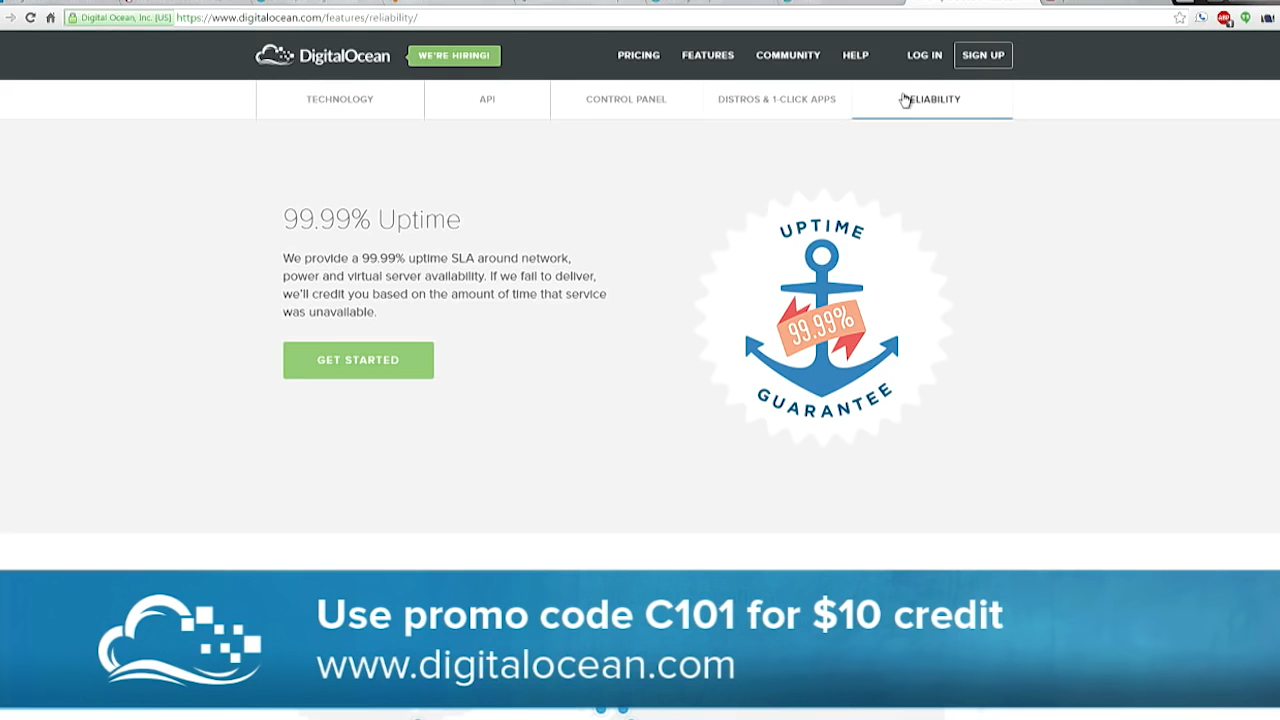 Digital Ocean, Inc. [US]
https://www.digitalocean.com/features/reliability/
ABP
DigitalOcean
WE'RE HIRING!
PRICING
FEATURES
COMMUNITY
HELP
LOG IN
SIGN UP
TECHNOLOGY
API
CONTROL PANEL
DISTROS & 1-CLICK APPS
ELIABILITY
99.99% Uptime
We provide a 99.99% uptime SLA around network,
power and virtual server availability. If we fail to deliver,
we'll credit you based on the amount of time that service
was unavailable.
GET STARTED
UPTIME
99.99%
GUARANTEE
Use promo code C101 for $10 credit
www.digitalocean.com